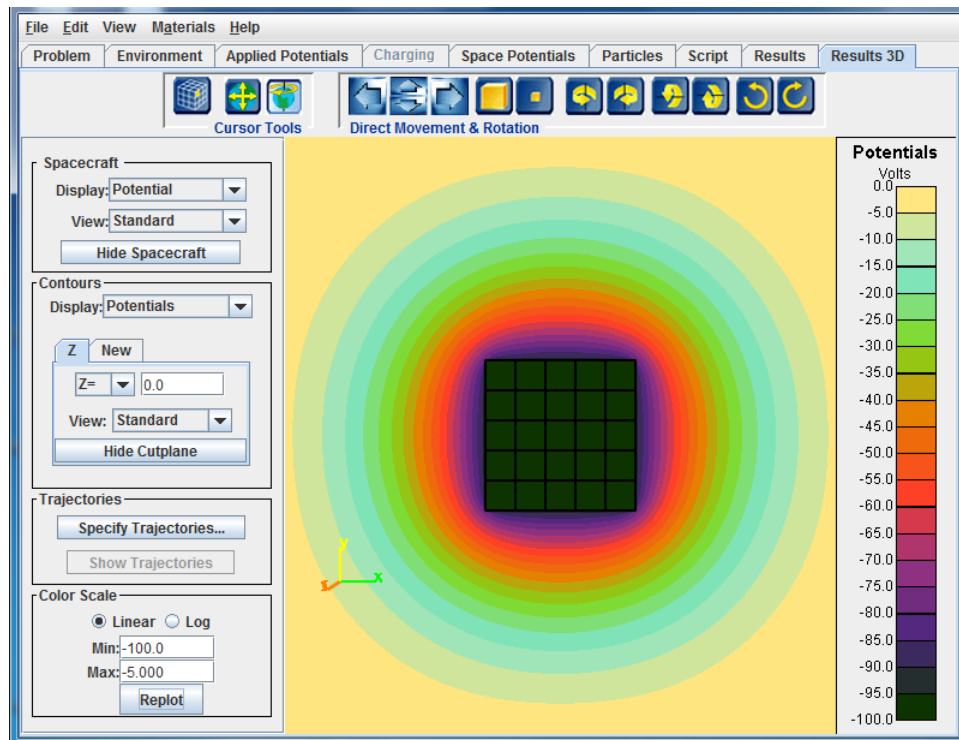 File Edit View Materials Help
Problem Environment Applied Potentials Charging Space Potentials Particles Script Results Results 3D
Cursor Tools Direct Movement & Rotation
Spacecraft
Display: Potential
View: Standard
Hide Spacecraft
Contours
Display: Potentials
Z New
Z= 0.0
View: Standard
Hide Cutplane
Trajectories
Specify Trajectories...
Show Trajectories
Color Scale
Linear Log
Min: -100.0
Max: -5.000
Replot
y
x
Potentials
Volts
0.0
-5.0
-10.0
-15.0
-20.0
-25.0
-30.0
-35.0
-40.0
-45.0
-50.0
-55.0
-60.0
-65.0
-70.0
-75.0
-80.0
-85.0
-90.0
-95.0
-100.0